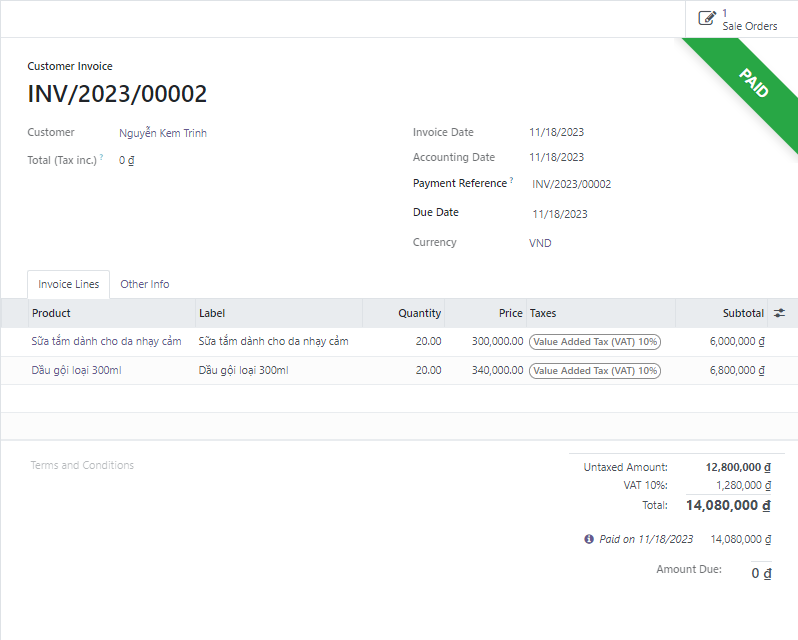 1
Sale Orders
PAID
Customer Invoice
INV/2023/00002
Customer Nguyễn Kem Trinh
Total (Tax inc.) ? 0 ₫
Invoice Date 11/18/2023
Accounting Date 11/18/2023
Payment Reference ? INV/2023/00002
Due Date 11/18/2023
Currency VND
Invoice Lines Other Info
Product Label Quantity Price Taxes Subtotal
Sữa tắm dành cho da nhạy cảm Sữa tắm dành cho da nhạy cảm 20.00 300,000.00 Value Added Tax (VAT) 10% 6,000,000 ₫
Dầu gội loại 300ml Dầu gội loại 300ml 20.00 340,000.00 Value Added Tax (VAT) 10% 6,800,000 ₫
Terms and Conditions
Untaxed Amount: 12,800,000 ₫
VAT 10%: 1,280,000 ₫
Total: 14,080,000 ₫
Paid on 11/18/2023 14,080,000 ₫
Amount Due: 0 ₫